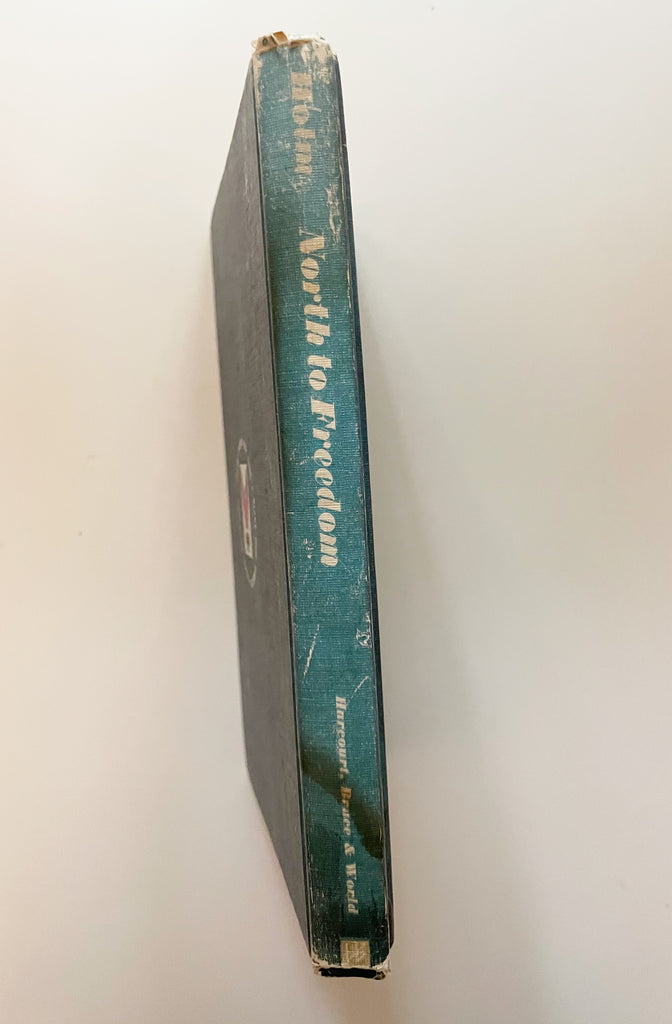 Holm
North to Freedom
Harcourt, Brace & World